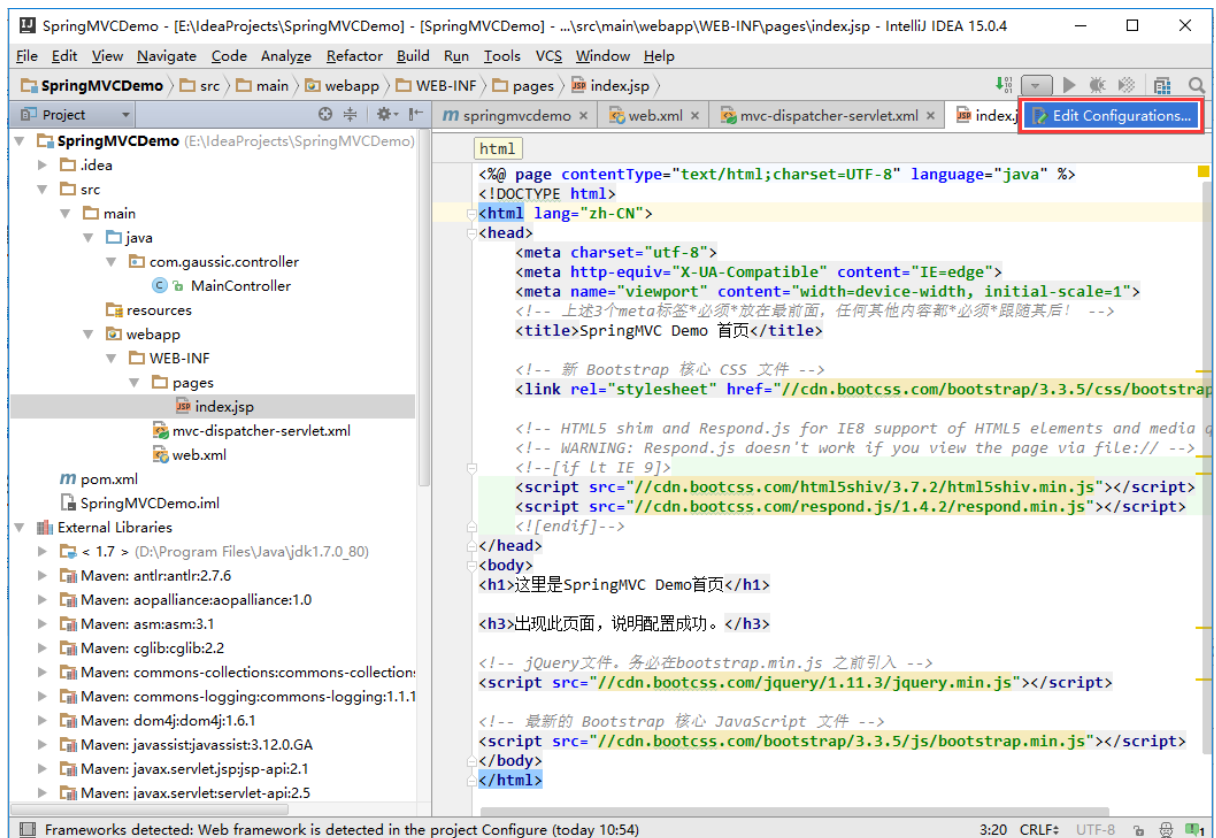 SpringMVCDemo - [E:\IdeaProjects\SpringMVCDemo] - [SpringMVCDemo] - ...\src\main\webapp\WEB-INF\pages\index.jsp - IntelliJ IDEA 15.0.4
File Edit View Navigate Code Analyze Refactor Build Run Tools VCS Window Help
SpringMVCDemo src main webapp WEB-INF pages index.jsp
Project
springmvcdemo web.xml mvc-dispatcher-servlet.xml index.j Edit Configurations...
SpringMVCDemo (E:\IdeaProjects\SpringMVCDemo)
.idea
src
main
java
com.gaussic.controller
MainController
resources
webapp
WEB-INF
pages
index.jsp
mvc-dispatcher-servlet.xml
web.xml
pom.xml
SpringMVCDemo.iml
External Libraries
< 1.7 > (D:\Program Files\Java\jdk1.7.0_80)
Maven: antlr:antlr:2.7.6
Maven: aopalliance:aopalliance:1.0
Maven: asm:asm:3.1
Maven: cglib:cglib:2.2
Maven: commons-collections:commons-collection
Maven: commons-logging:commons-logging:1.1.1
Maven: dom4j:dom4j:1.6.1
Maven: javassist:javassist:3.12.0.GA
Maven: javax.servlet.jsp:jsp-api:2.1
Maven: javax.servlet:servlet-api:2.5
html
<%@ page contentType="text/html;charset=UTF-8" language="java" %>
<!DOCTYPE html>
<html lang="zh-CN">
<head>
<meta charset="utf-8">
<meta http-equiv="X-UA-Compatible" content="IE=edge">
<meta name="viewport" content="width=device-width, initial-scale=1">
<!-- 上述3个meta标签*必须*放在最前面，任何其他内容都*必须*跟随其后！ -->
<title>SpringMVC Demo 首页</title>
<!-- 新 Bootstrap 核心 CSS 文件 -->
<link rel="stylesheet" href="//cdn.bootcss.com/bootstrap/3.3.5/css/bootstrap
<!-- HTML5 shim and Respond.js for IE8 support of HTML5 elements and media q
<!-- WARNING: Respond.js doesn't work if you view the page via file:// -->
<!--[if lt IE 9]>
<script src="//cdn.bootcss.com/html5shiv/3.7.2/html5shiv.min.js"></script>
<script src="//cdn.bootcss.com/respond.js/1.4.2/respond.min.js"></script>
<![endif]-->
</head>
<body>
<h1>这里是SpringMVC Demo首页</h1>
<h3>出现此页面，说明配置成功。</h3>
<!-- jQuery文件。务必在bootstrap.min.js 之前引入 -->
<script src="//cdn.bootcss.com/jquery/1.11.3/jquery.min.js"></script>
<!-- 最新的 Bootstrap 核心 JavaScript 文件 -->
<script src="//cdn.bootcss.com/bootstrap/3.3.5/js/bootstrap.min.js"></script>
</body>
</html>
Frameworks detected: Web framework is detected in the project Configure (today 10:54) 3:20 CRLF UTF-8 1